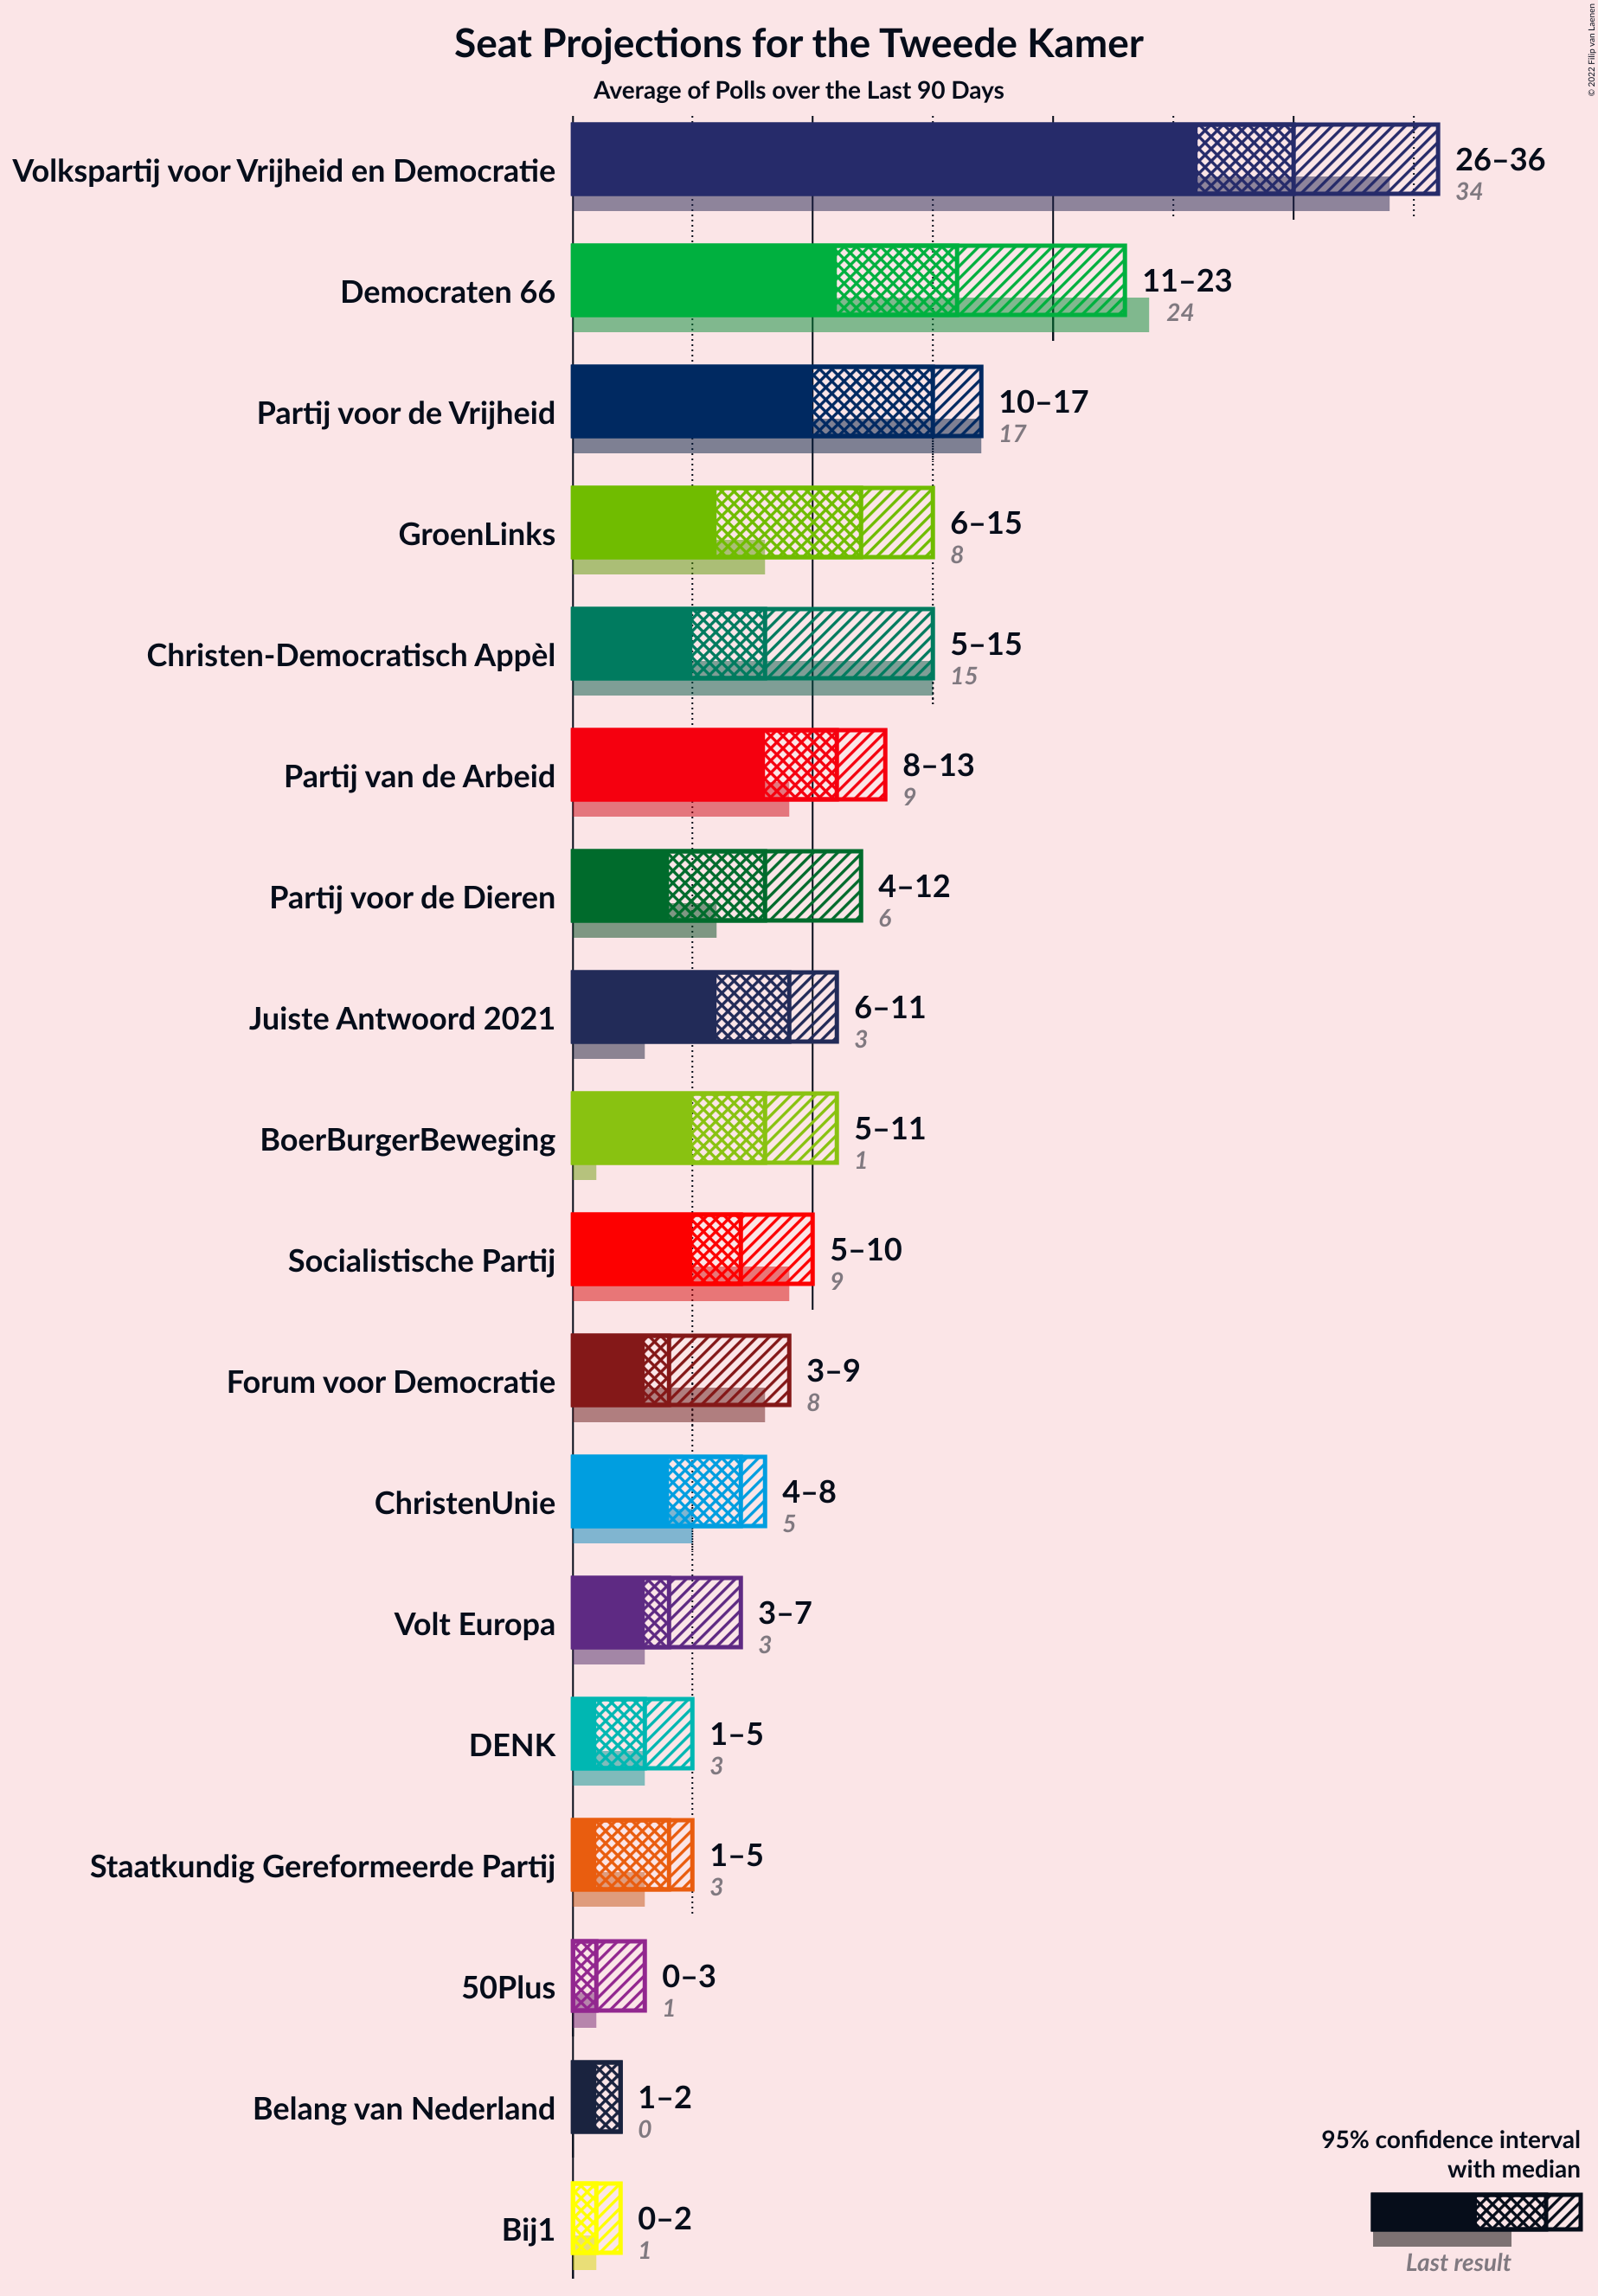 Seat Projections for the Tweede Kamer
Average of Polls over the Last 90 Days
© 2022 Filip van Laenen
Volkspartij voor Vrijheid en Democratie
26–36
34
Democraten 66
11–23
24
Partij voor de Vrijheid
10–17
17
GroenLinks
6–15
8
Christen-Democratisch Appèl
5–15
15
Partij van de Arbeid
8–13
9
Partij voor de Dieren
4–12
6
Juiste Antwoord 2021
6–11
3
BoerBurgerBeweging
5–11
1
Socialistische Partij
5–10
9
Forum voor Democratie
3–9
8
ChristenUnie
4–8
5
Volt Europa
3–7
3
DENK
1–5
3
Staatkundig Gereformeerde Partij
1–5
3
50Plus
0–3
1
Belang van Nederland
1–2
0
Bij1
0–2
1
95% confidence interval
with median
Last result